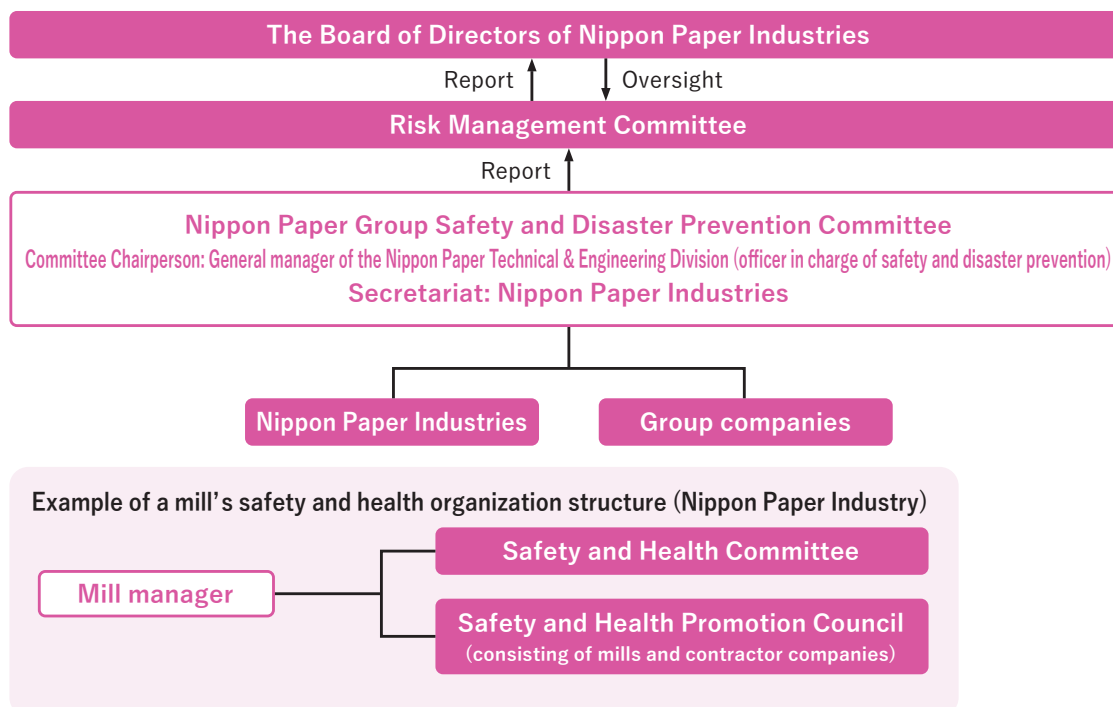 The Board of Directors of Nippon Paper Industries
Report
Oversight
Risk Management Committee
Report
Nippon Paper Group Safety and Disaster Prevention Committee
Committee Chairperson: General manager of the Nippon Paper Technical & Engineering Division (officer in charge of safety and disaster prevention)
Secretariat: Nippon Paper Industries
Nippon Paper Industries
Group companies
Example of a mill’s safety and health organization structure (Nippon Paper Industry)
Safety and Health Committee
Mill manager
Safety and Health Promotion Council
(consisting of mills and contractor companies)